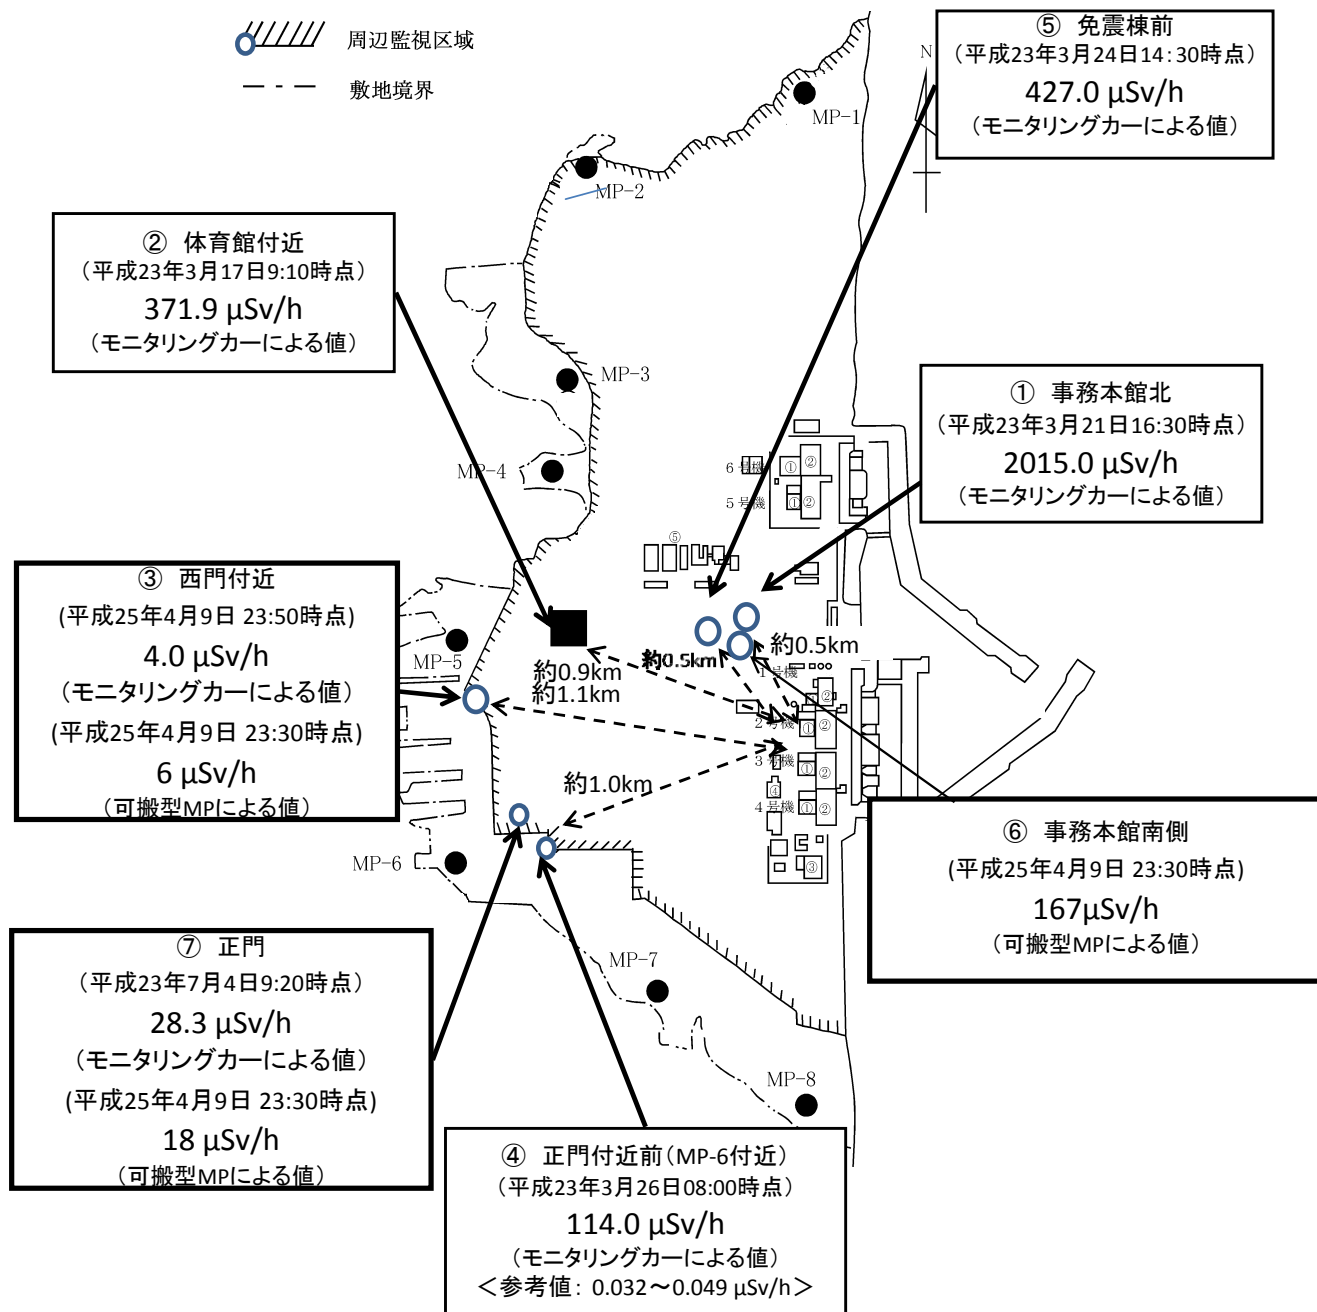 周辺監視区域
敷地境界
⑤ 免震棟前
（平成23年3月24日14:30時点）
427.0 μSv/h
（モニタリングカーによる値）
N
MP-1
MP-2
② 体育館付近
（平成23年3月17日9:10時点）
371.9 μSv/h
（モニタリングカーによる値）
MP-3
① 事務本館北
（平成23年3月21日16:30時点）
2015.0 μSv/h
（モニタリングカーによる値）
MP-4
6号機
①
②
5号機
①
②
⑤
③ 西門付近
(平成25年4月9日 23:50時点)
4.0 μSv/h
（モニタリングカーによる値）
(平成25年4月9日 23:30時点)
6 μSv/h
（可搬型MPによる値）
MP-5
約0.9km
約1.1km
約0.5km
約0.5km
1号機
②
2号機
①
②
3号機
①
②
約1.0km
④
4号機
①
②
③
MP-6
⑥ 事務本館南側
(平成25年4月9日 23:30時点)
167μSv/h
（可搬型MPによる値）
⑦ 正門
（平成23年7月4日9:20時点）
28.3 μSv/h
（モニタリングカーによる値）
(平成25年4月9日 23:30時点)
18 μSv/h
（可搬型MPによる値）
MP-7
MP-8
④ 正門付近前（MP-6付近）
（平成23年3月26日08:00時点）
114.0 μSv/h
（モニタリングカーによる値）
＜参考値：0.032～0.049 μSv/h＞